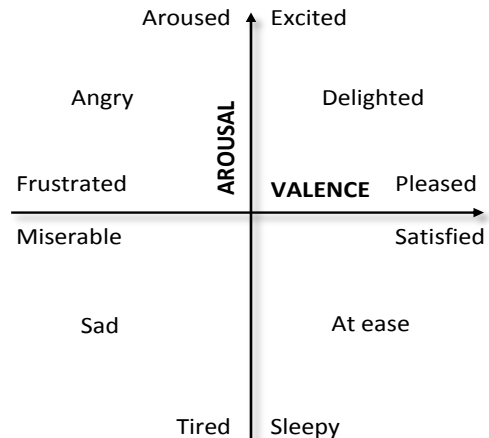 Aroused Excited
Angry Delighted
AROUSAL
Frustrated VALENCE Pleased
Miserable Satisfied
Sad At ease
Tired Sleepy